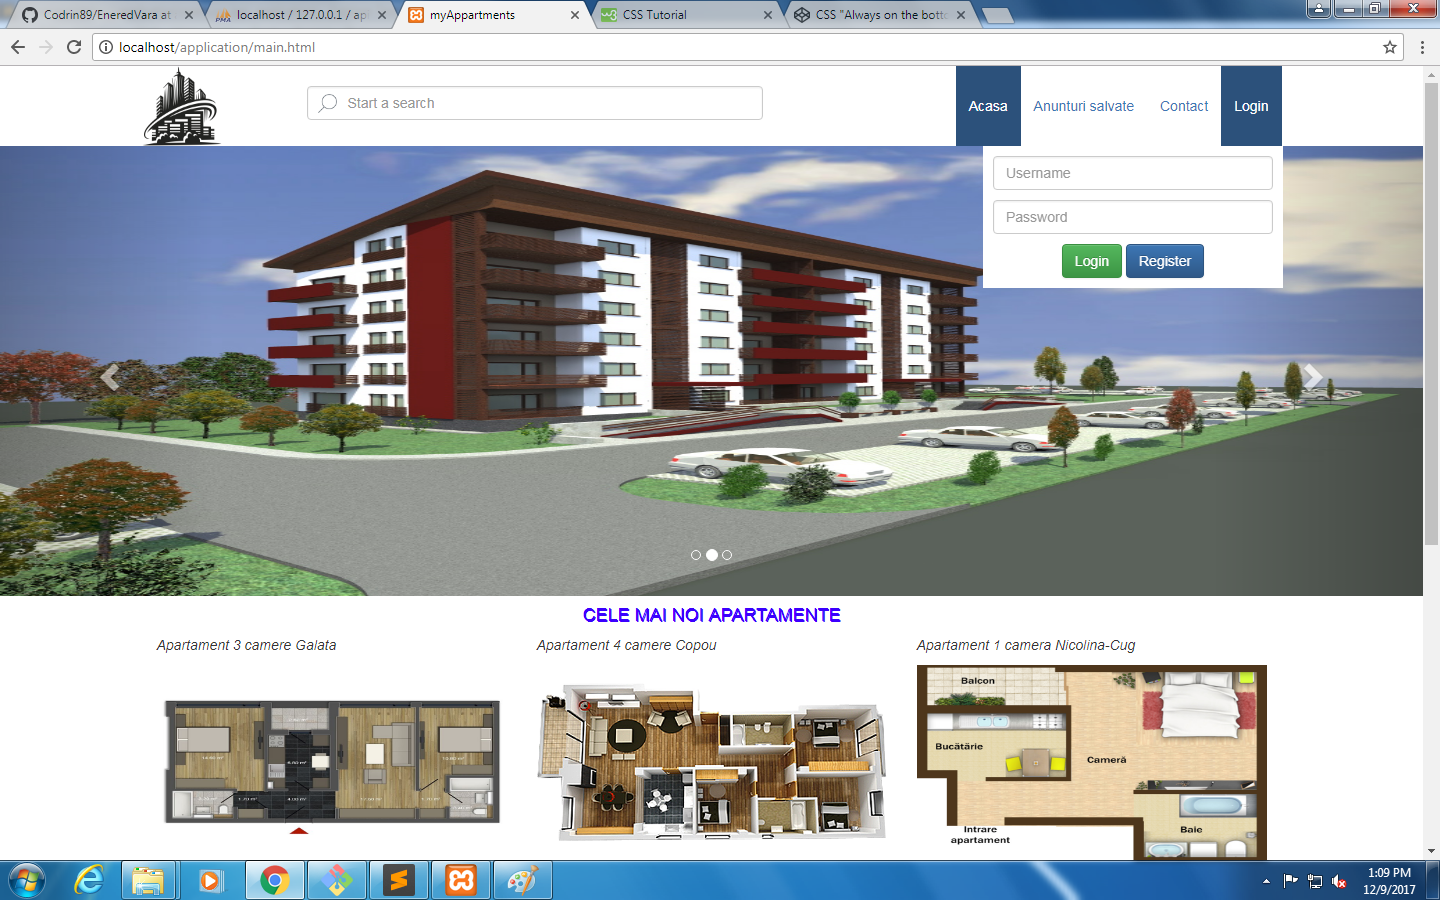 Codrin89/EneredVara at
localhost / 127.0.0.1 / ap
myAppartments
CSS Tutorial
CSS "Always on the bott
localhost/application/main.html
Start a search
Acasa
Anunturi salvate
Contact
Login
Username
Password
Login
Register
CELE MAI NOI APARTAMENTE
Apartament 3 camere Galata
Apartament 4 camere Copou
Apartament 1 camera Nicolina-Cug
Balcon
Bucătărie
Cameră
Intrare
apartament
Baie
1:09 PM
12/9/2017